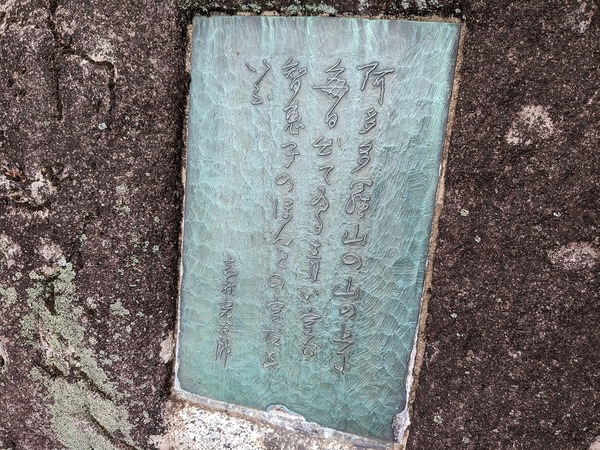 阿多多羅山の山の上に
毎日出てゐる青い空が
智恵子のほんとの空だと
いふ
高村光太郎